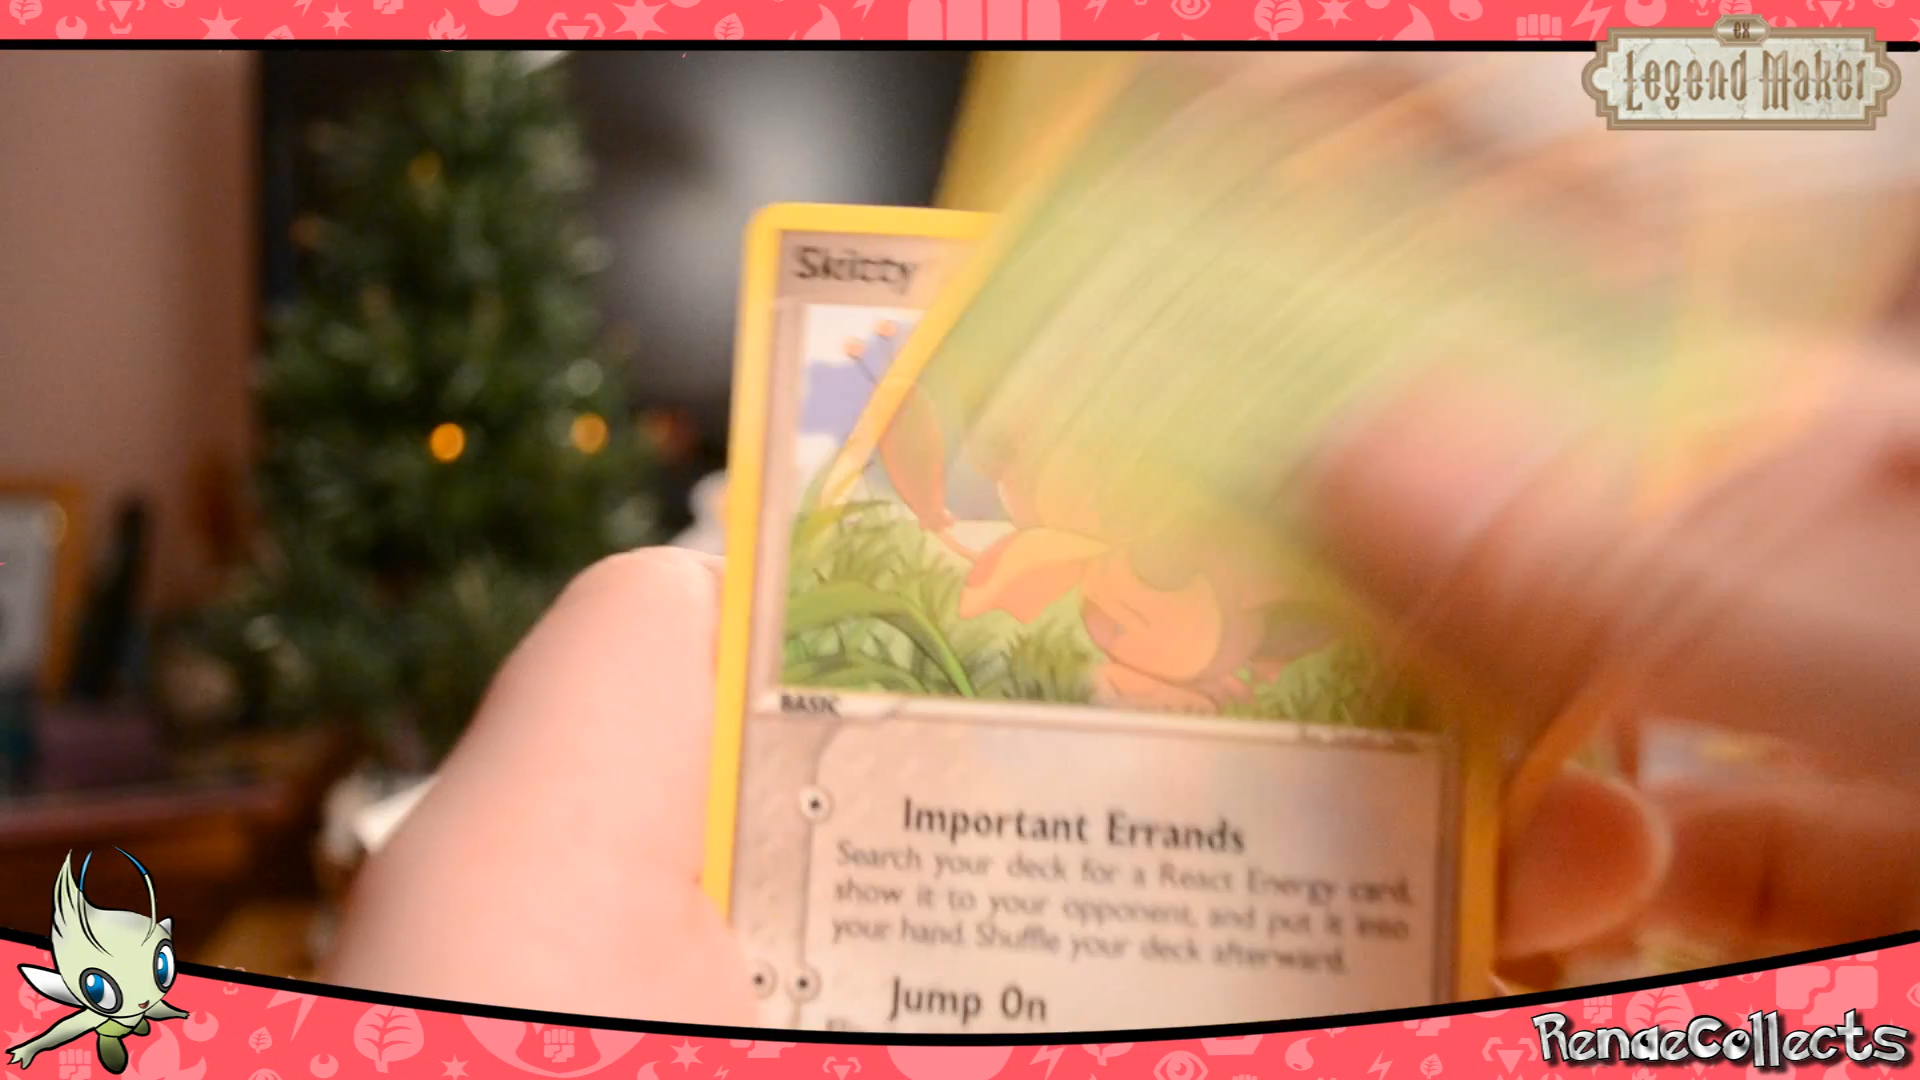 ex
Legend Maker
Skitty
BASIC
Important Errands
Search your deck for a React Energy card,
show it to your opponent, and put it into
your hand. Shuffle your deck afterward.
Jump On
RenaeCollects